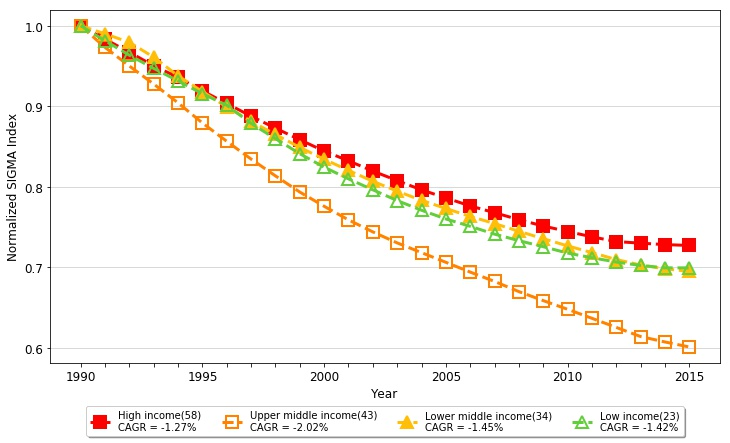 Normalized SIGMA Index
1.0
0.9
0.8
0.7
0.6
1990 1995 2000 2005 2010 2015
Year
High income(58)
CAGR = -1.27%
Upper middle income(43)
CAGR = -2.02%
Lower middle income(34)
CAGR = -1.45%
Low income(23)
CAGR = -1.42%